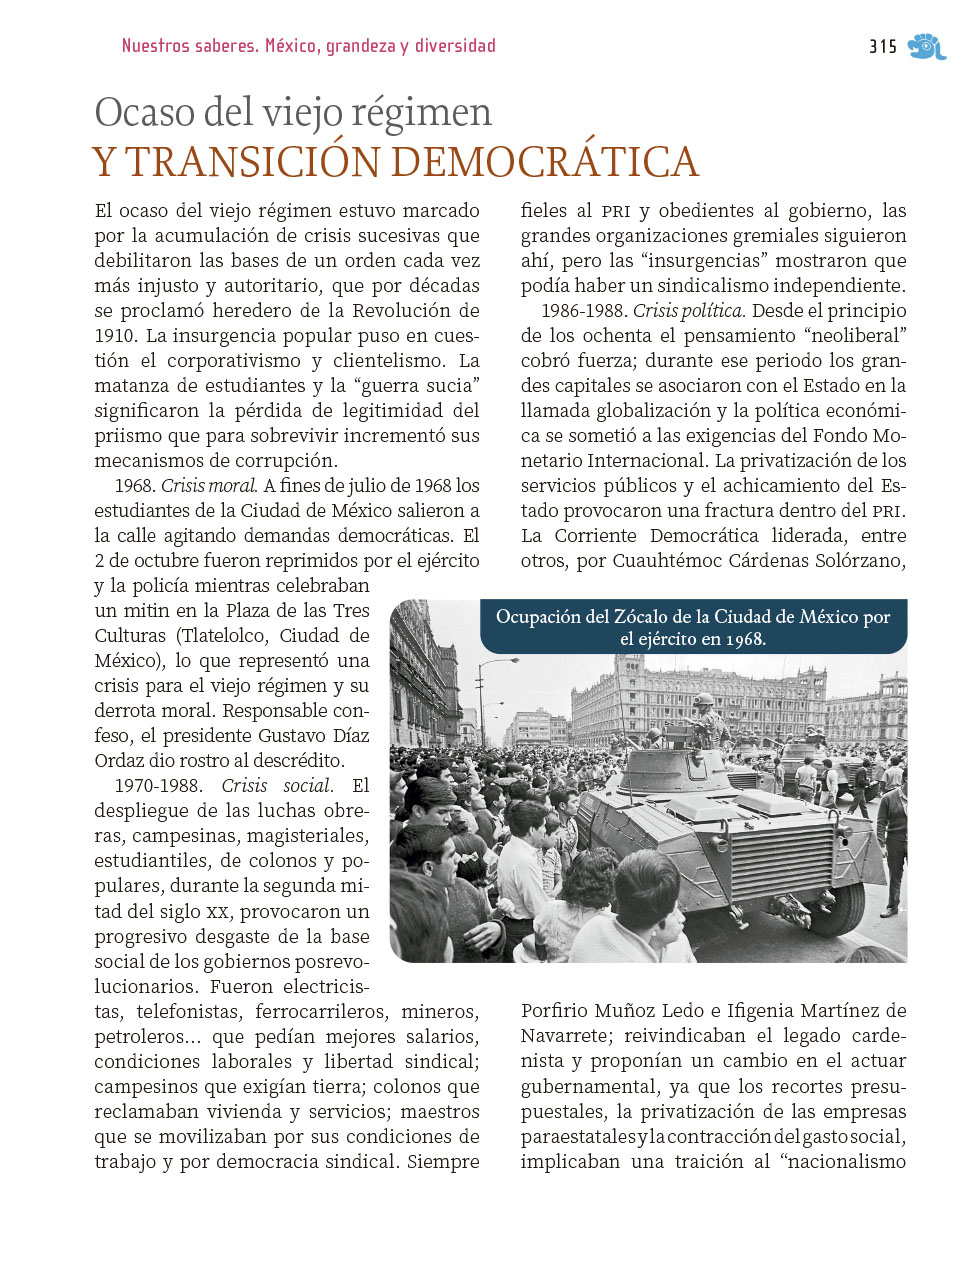 Nuestros saberes. México, grandeza y diversidad
315
Ocaso del viejo régimen
Y TRANSICIÓN DEMOCRÁTICA
El ocaso del viejo régimen estuvo marcado
por la acumulación de crisis sucesivas que
debilitaron las bases de un orden cada vez
más injusto y autoritario, que por décadas
se proclamó heredero de la Revolución de
1910. La insurgencia popular puso en cues-
tión el corporativismo y clientelismo. La
matanza de estudiantes y la “guerra sucia”
significaron la pérdida de legitimidad del
priismo que para sobrevivir incrementó sus
mecanismos de corrupción.
1968. Crisis moral. A fines de julio de 1968 los
estudiantes de la Ciudad de México salieron a
la calle agitando demandas democráticas. El
2 de octubre fueron reprimidos por el ejército
y la policía mientras celebraban
un mitin en la Plaza de las Tres
Culturas (Tlatelolco, Ciudad de
México), lo que representó una
crisis para el viejo régimen y su
derrota moral. Responsable con-
feso, el presidente Gustavo Díaz
Ordaz dio rostro al descrédito.
1970-1988. Crisis social. El
despliegue de las luchas obre-
ras, campesinas, magisteriales,
estudiantiles, de colonos y po-
pulares, durante la segunda mi-
tad del siglo XX, provocaron un
progresivo desgaste de la base
social de los gobiernos posrevo-
lucionarios. Fueron electricis-
tas, telefonistas, ferrocarrileros, mineros,
petroleros... que pedían mejores salarios,
condiciones laborales y libertad sindical;
campesinos que exigían tierra; colonos que
reclamaban vivienda y servicios; maestros
que se movilizaban por sus condiciones de
trabajo y por democracia sindical. Siempre
fieles al PRI y obedientes al gobierno, las
grandes organizaciones gremiales siguieron
ahí, pero las “insurgencias” mostraron que
podía haber un sindicalismo independiente.
1986-1988. Crisis política. Desde el principio
de los ochenta el pensamiento “neoliberal”
cobró fuerza; durante ese periodo los gran-
des capitales se asociaron con el Estado en la
llamada globalización y la política económi-
ca se sometió a las exigencias del Fondo Mo-
netario Internacional. La privatización de los
servicios públicos y el achicamiento del Es-
tado provocaron una fractura dentro del PRI.
La Corriente Democrática liderada, entre
otros, por Cuauhtémoc Cárdenas Solórzano,
Ocupación del Zócalo de la Ciudad de México por
el ejército en 1968.
Porfirio Muñoz Ledo e Ifigenia Martínez de
Navarrete; reivindicaban el legado carde-
nista y proponían un cambio en el actuar
gubernamental, ya que los recortes presu-
puestales, la privatización de las empresas
paraestatales y la contracción del gasto social,
implicaban una traición al “nacionalismo